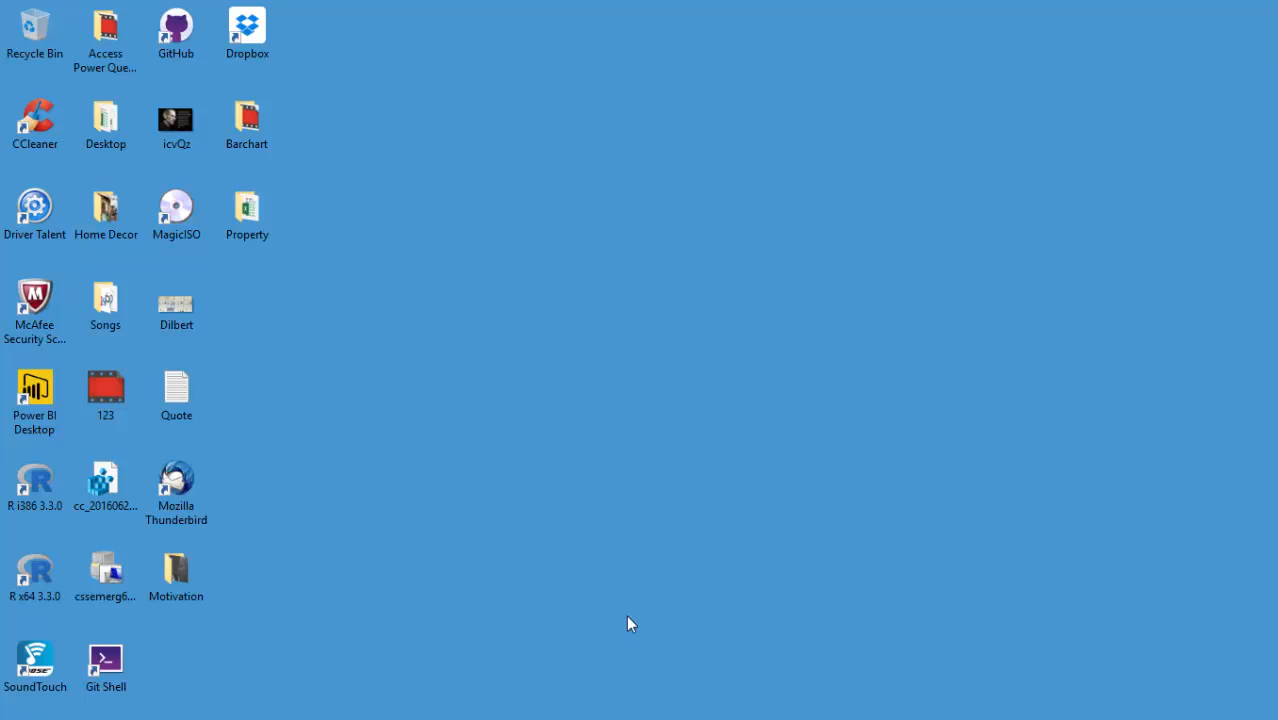 Recycle Bin
Access
Power Que...
GitHub
Dropbox
CCleaner
Desktop
icvQz
Barchart
Driver Talent
Home Decor
MagicISO
Property
McAfee
Security Sc...
Songs
Dilbert
Power BI
Desktop
123
Quote
R i386 3.3.0
cc_2016062...
Mozilla
Thunderbird
R x64 3.3.0
cssemerg6...
Motivation
BOSE
SoundTouch
Git Shell